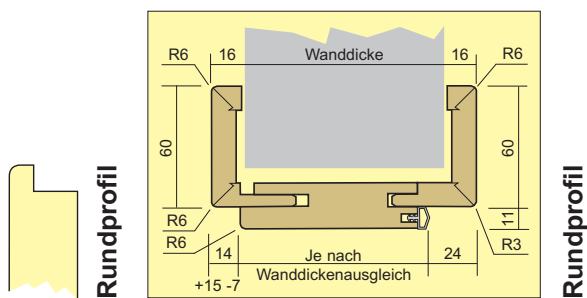 R6 16 Wanddicke 16 R6
60 60
Rundprofil
Rundprofil
R6 11
R6 14 Je nach 24 R3
Wanddickenausgleich
+15 -7